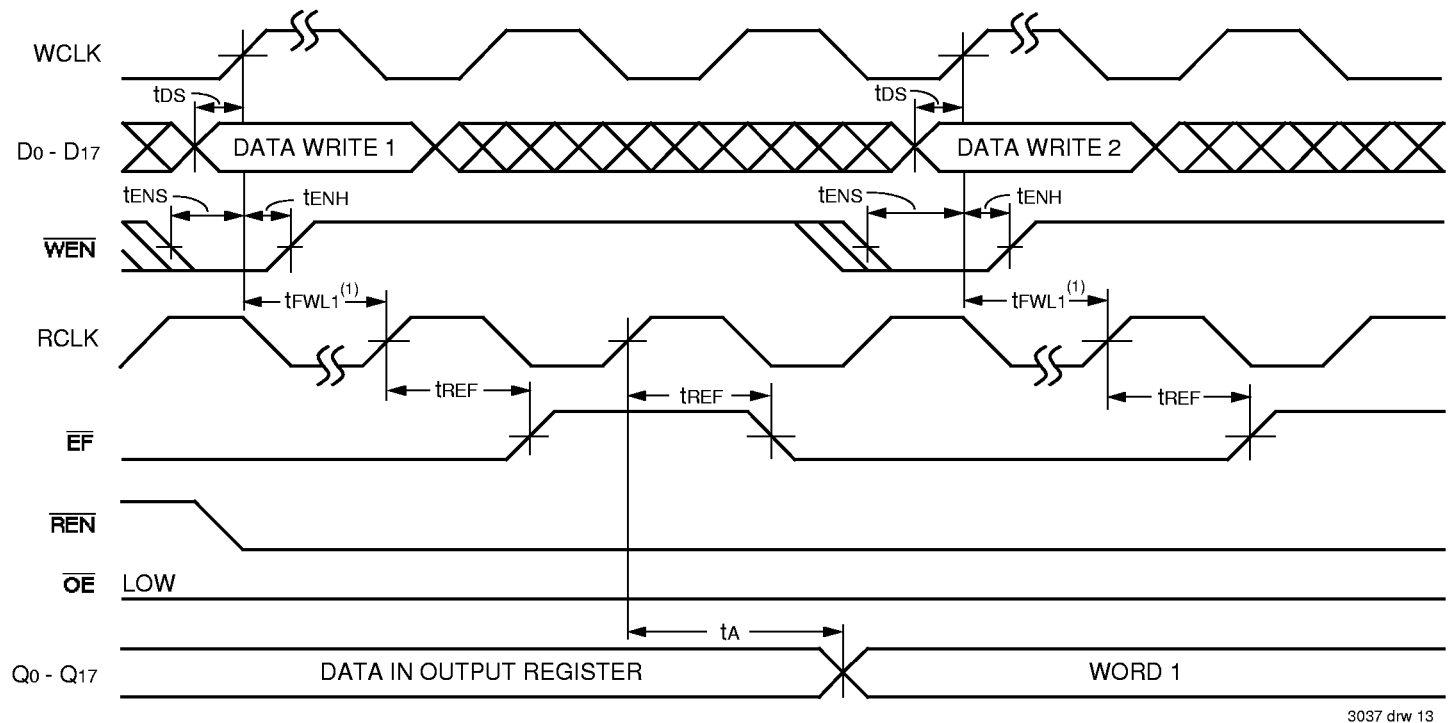 WCLK
tDS
tDS
D0 - D17
DATA WRITE 1
DATA WRITE 2
tENS
tENH
tENS
tENH
WEN
tFWL1(1)
tFWL1(1)
RCLK
tREF
tREF
tREF
EF
REN
OE
LOW
tA
Q0 - Q17
DATA IN OUTPUT REGISTER
WORD 1
3037 drw 13